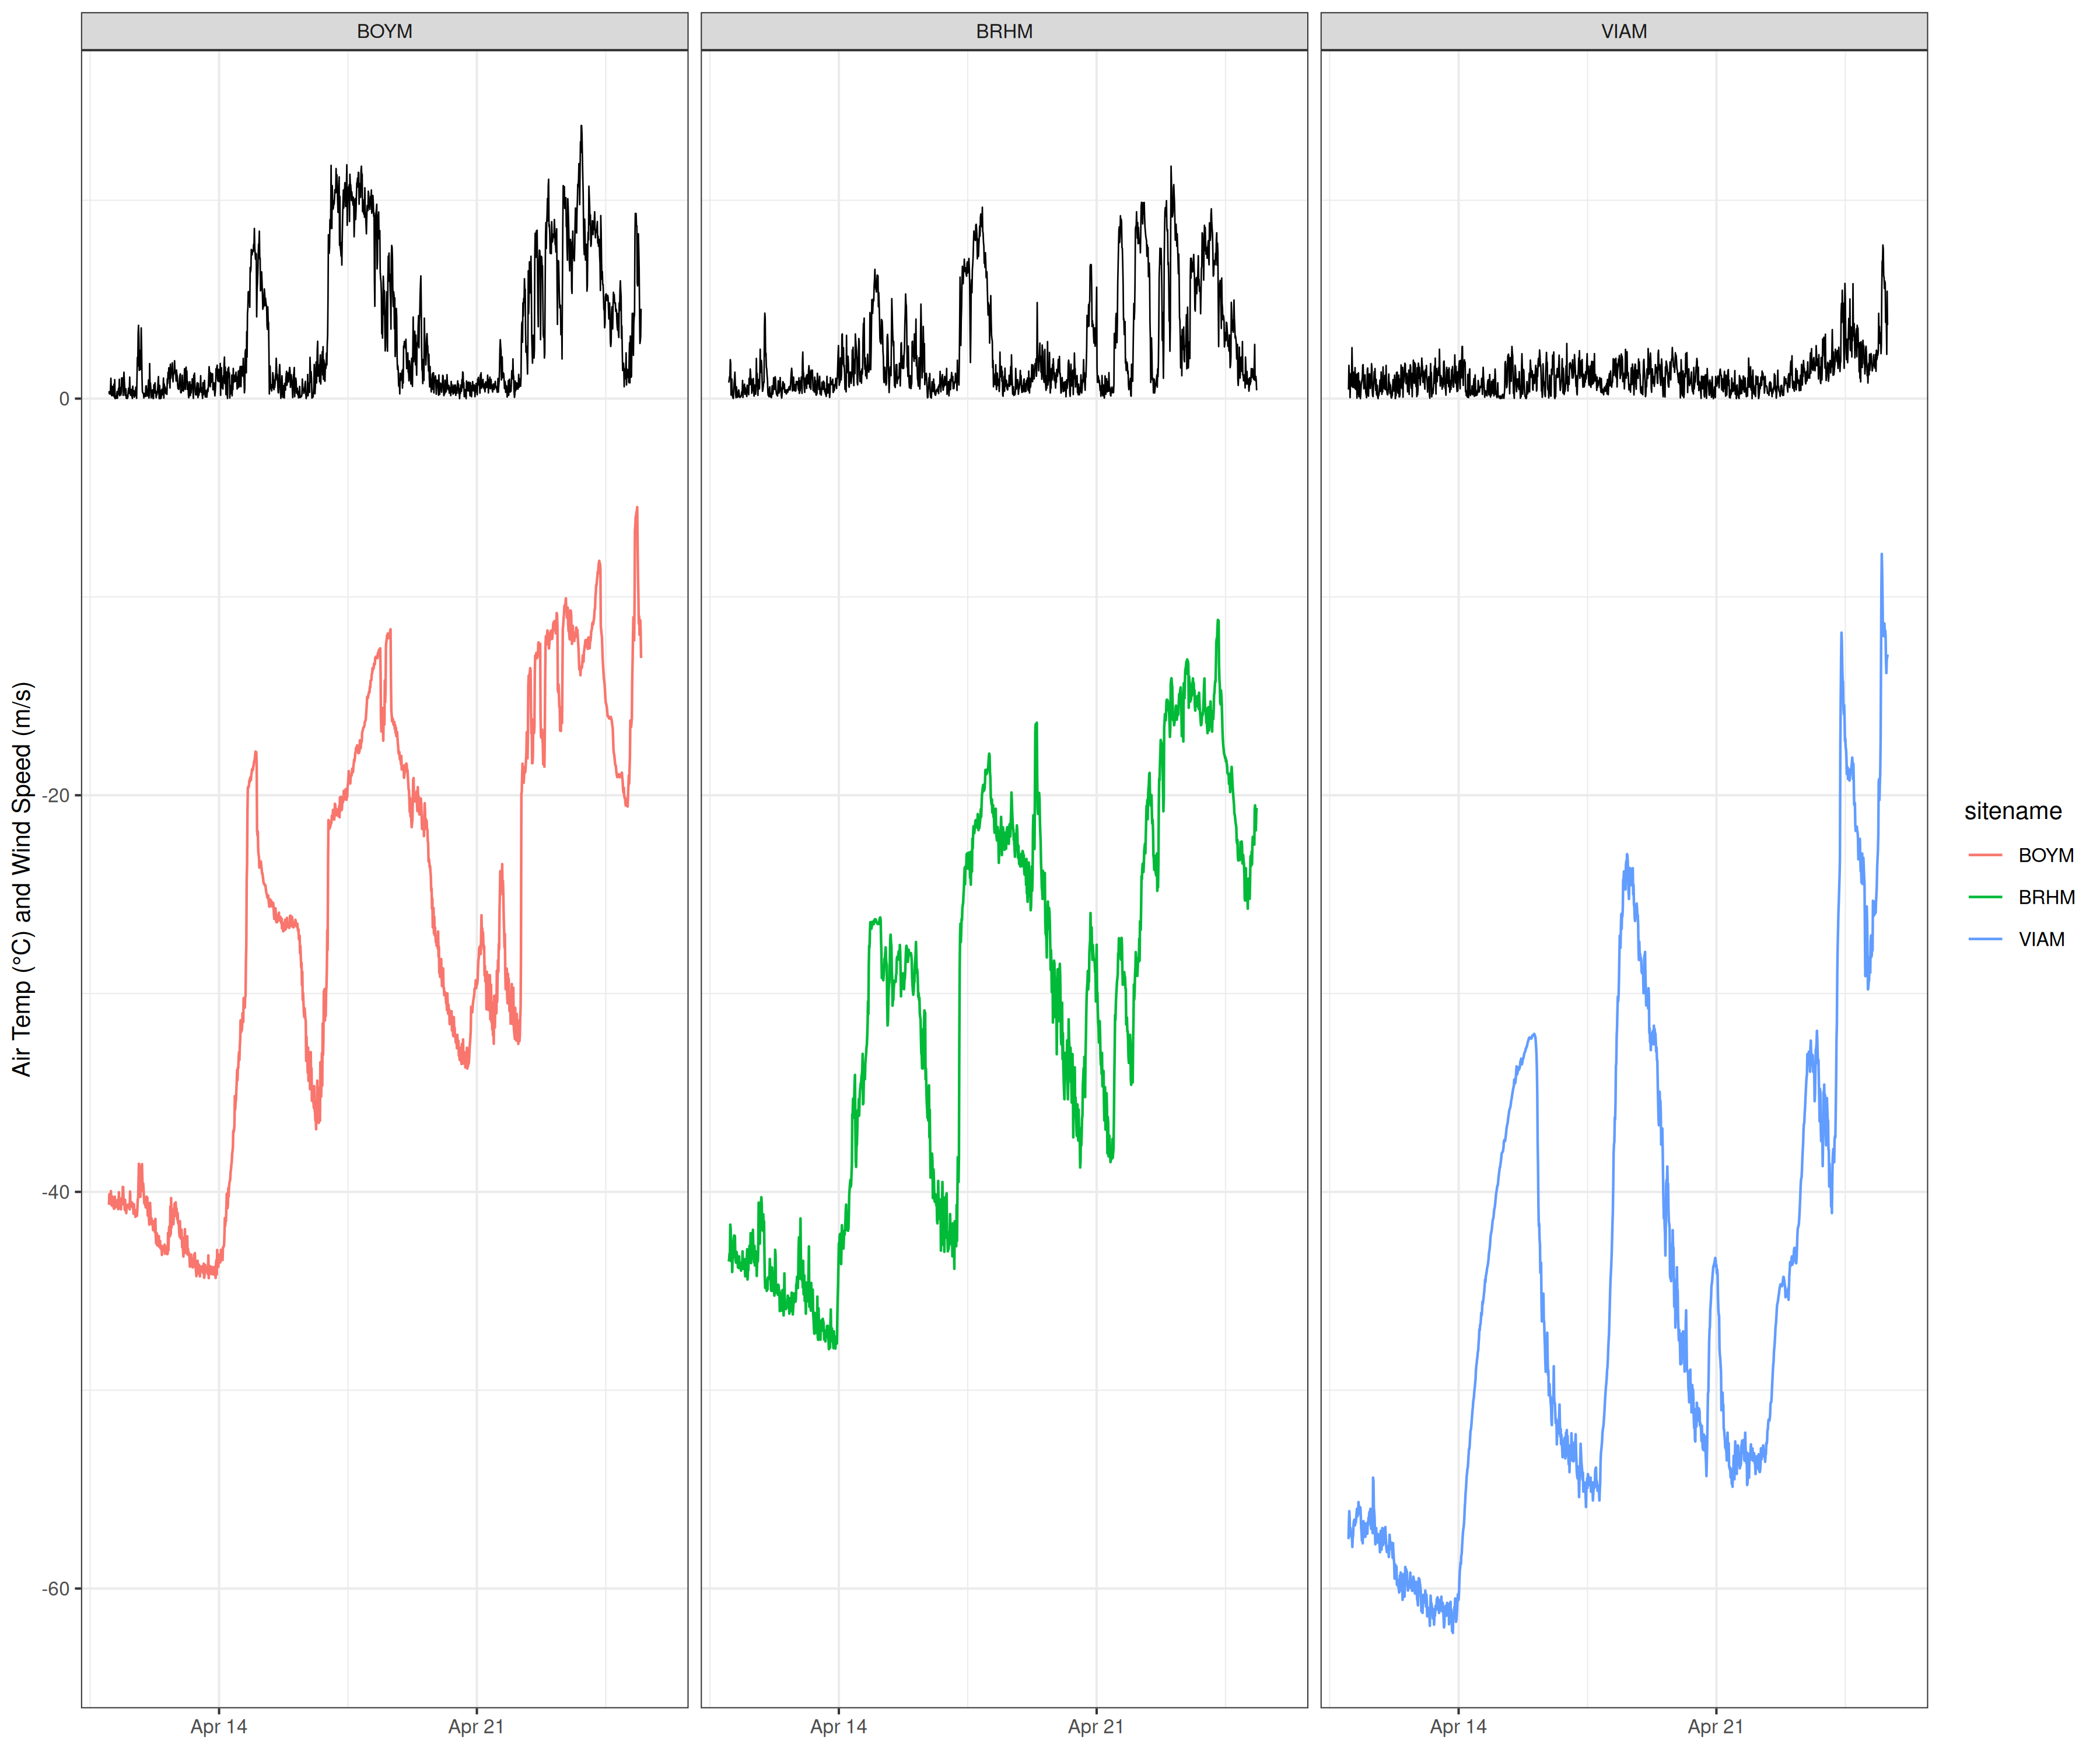 BOYM BRHM VIAM
Air Temp (°C) and Wind Speed (m/s)
0
-20
-40
-60
Apr 14 Apr 21 Apr 14 Apr 21 Apr 14 Apr 21
sitename
BOYM
BRHM
VIAM